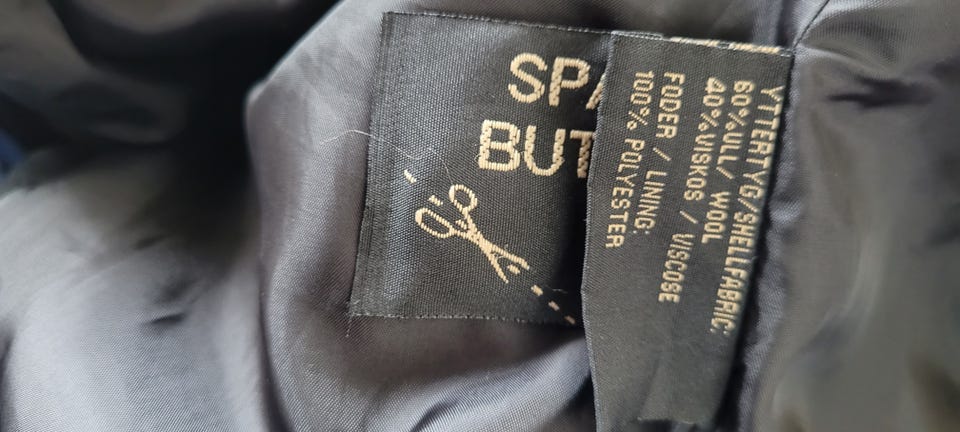 SPA
BUT
YTTERTYG/SHELLFABRIC:
60%ULL/ WOOL
40%VISKOS / VISCOSE
FODER / LINING:
100% POLYESTER